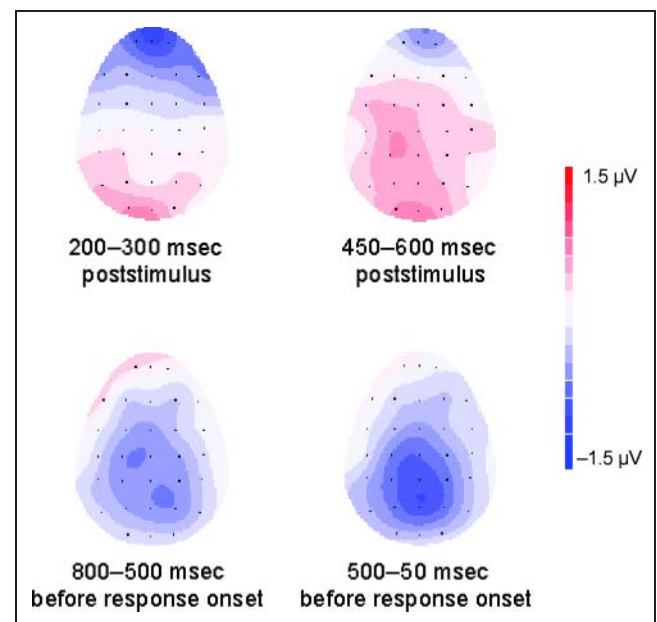 200–300 msec
poststimulus
450–600 msec
poststimulus
1.5 µV
–1.5 µV
800–500 msec
before response onset
500–50 msec
before response onset